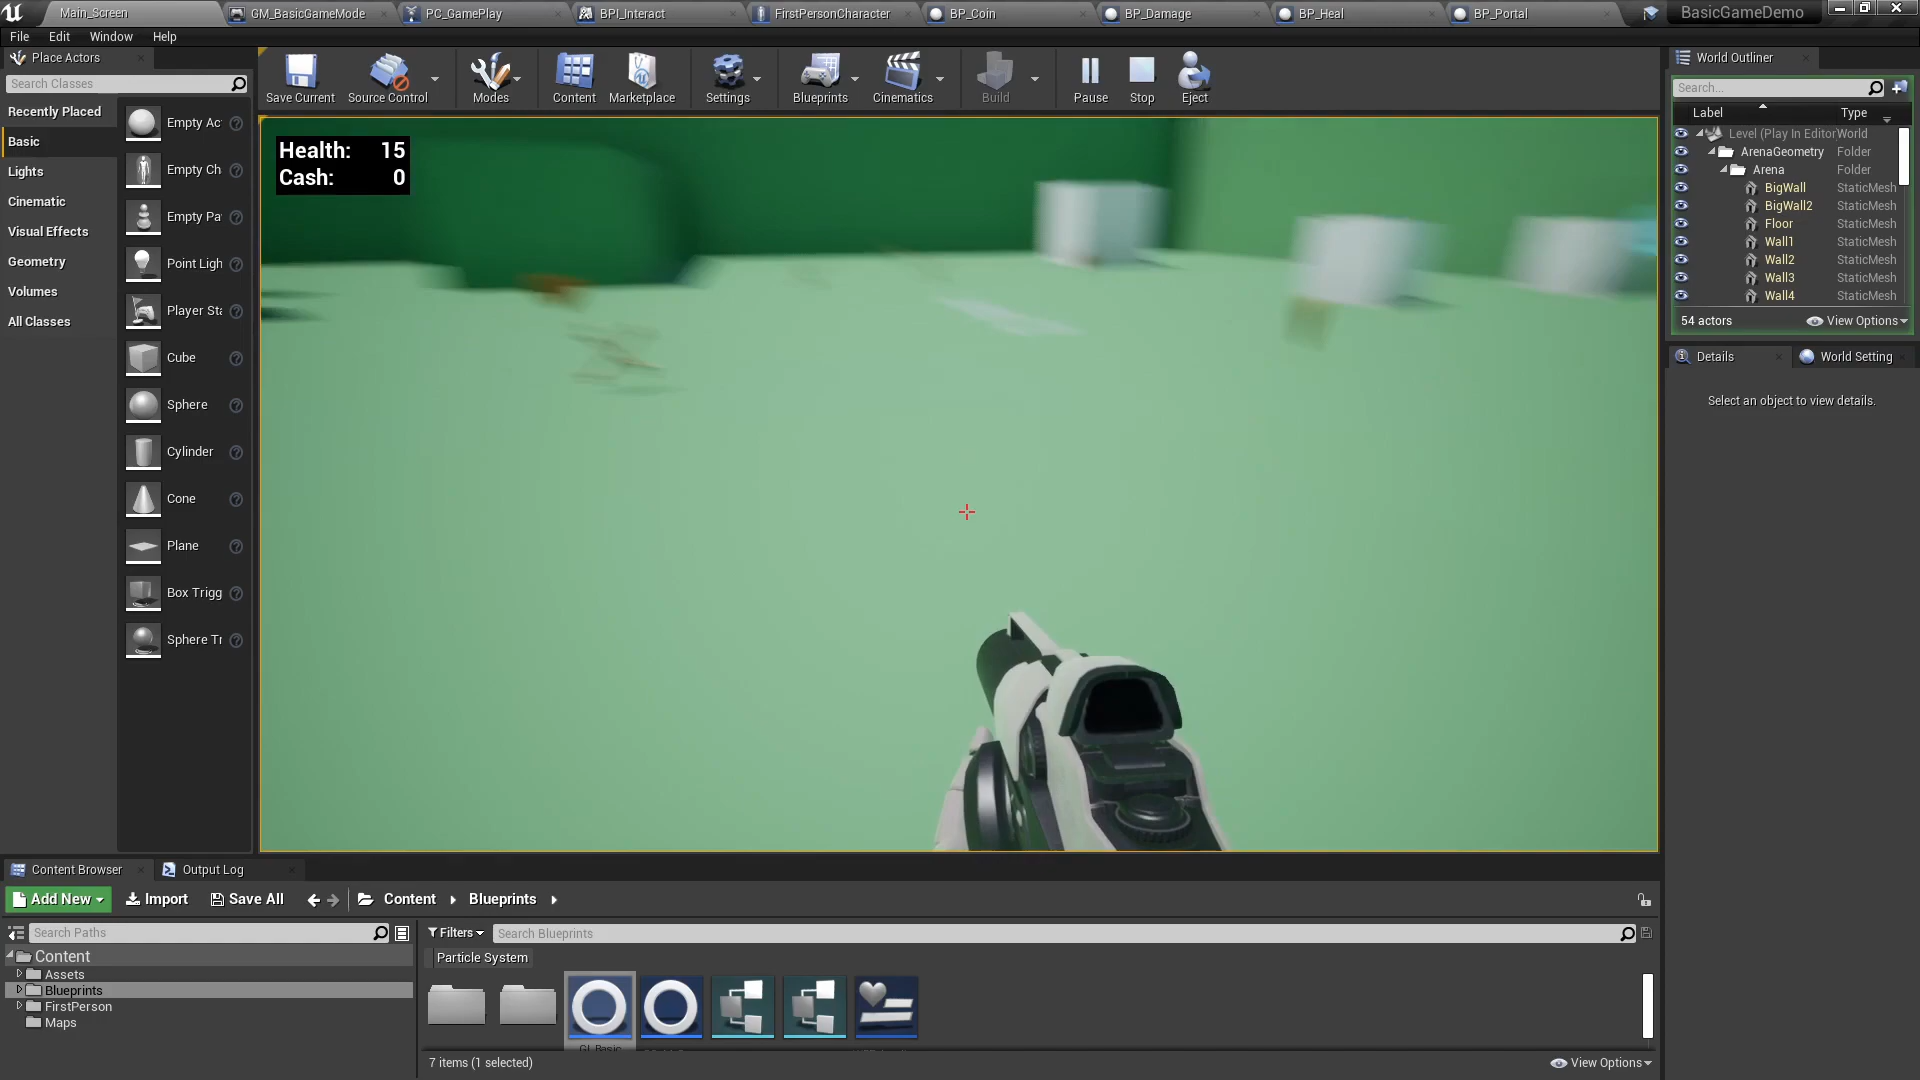 Main_Screen
GM_BasicGameMode
PC_GamePlay
BPI_Interact
FirstPersonCharacter
BP_Coin
BP_Damage
BP_Heal
BP_Portal
BasicGameDemo
File
Edit
Window
Help
Place Actors
Search Classes
Recently Placed
Basic
Lights
Cinematic
Visual Effects
Geometry
Volumes
All Classes
Empty Ac
Empty Ch
Empty Pa
Point Ligh
Player Sta
Cube
Sphere
Cylinder
Cone
Plane
Box Trigg
Sphere Tr
Save Current
Source Control
Modes
Content
Marketplace
Settings
Blueprints
Cinematics
Build
Pause
Stop
Eject
Health: 15
Cash: 0
World Outliner
Search...
Label Type
Level (Play In Editor World
ArenaGeometry Folder
Arena Folder
BigWall StaticMesh
BigWall2 StaticMesh
Floor StaticMesh
Wall1 StaticMesh
Wall2 StaticMesh
Wall3 StaticMesh
Wall4 StaticMesh
54 actors
View Options
Details
World Setting
Select an object to view details.
Content Browser
Output Log
Add New
Import
Save All
Content
Blueprints
Search Paths
Content
Assets
Blueprints
FirstPerson
Maps
Filters
Search Blueprints
Particle System
GI_Basic
7 items (1 selected)
View Options